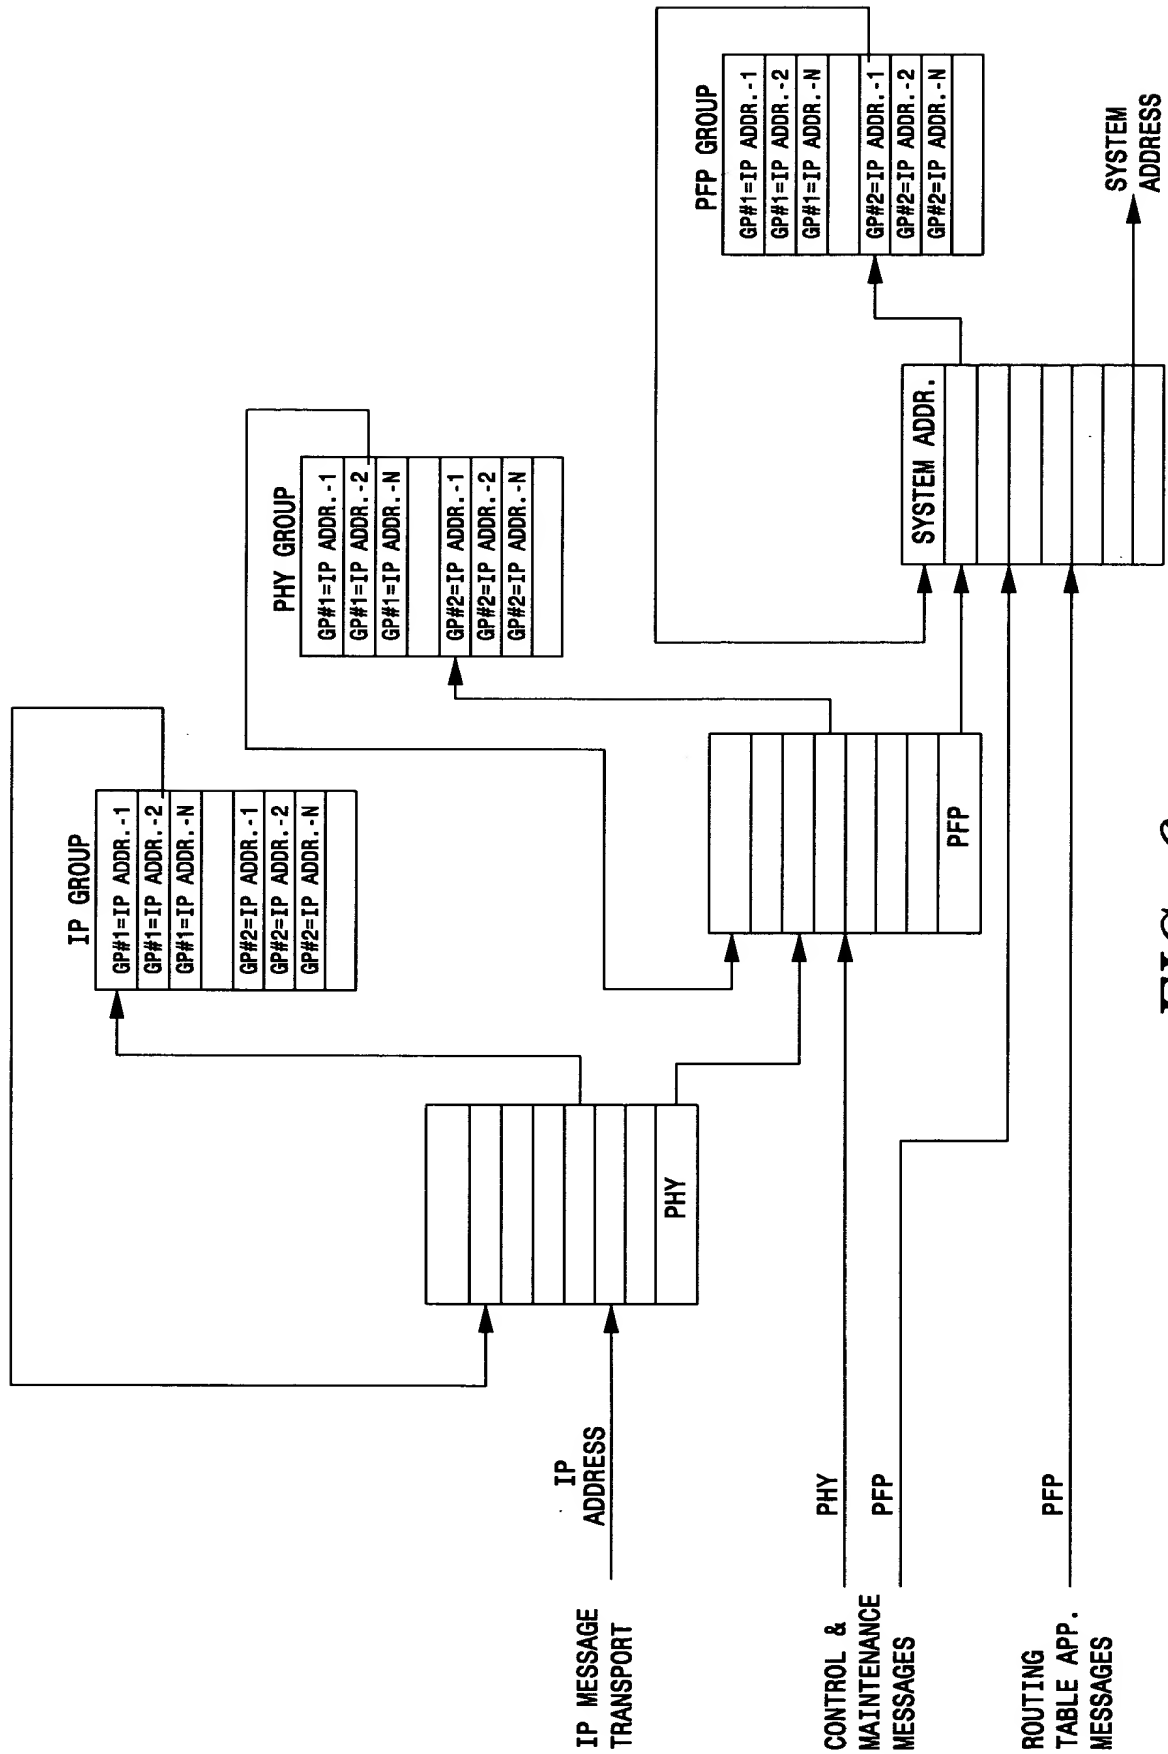 IP GROUP
GP#1=IP ADDR.-1
GP#1=IP ADDR.-2
GP#1=IP ADDR.-N
GP#2=IP ADDR.-1
GP#2=IP ADDR.-2
GP#2=IP ADDR.-N
PHY GROUP
GP#1=IP ADDR.-1
GP#1=IP ADDR.-2
GP#1=IP ADDR.-N
GP#2=IP ADDR.-1
GP#2=IP ADDR.-2
GP#2=IP ADDR.-N
PFP GROUP
GP#1=IP ADDR.-1
GP#1=IP ADDR.-2
GP#1=IP ADDR.-N
GP#2=IP ADDR.-1
GP#2=IP ADDR.-2
GP#2=IP ADDR.-N
IP MESSAGE
TRANSPORT
IP
ADDRESS
PHY
PFP
SYSTEM ADDR.
SYSTEM
ADDRESS
CONTROL &
MAINTENANCE
MESSAGES
PHY
PFP
ROUTING
TABLE APP.
MESSAGES
PFP
FIG.